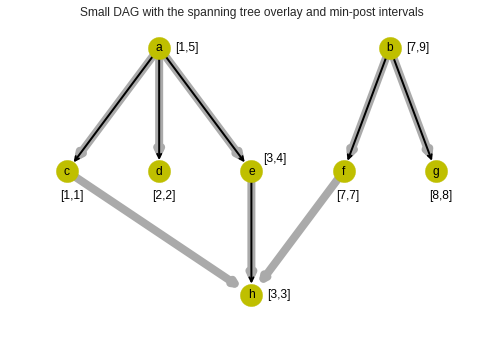 Small DAG with the spanning tree overlay and min-post intervals
a [1,5] b [7,9]
c d e [3,4] f g
[1,1] [2,2] [7,7] [8,8]
h [3,3]